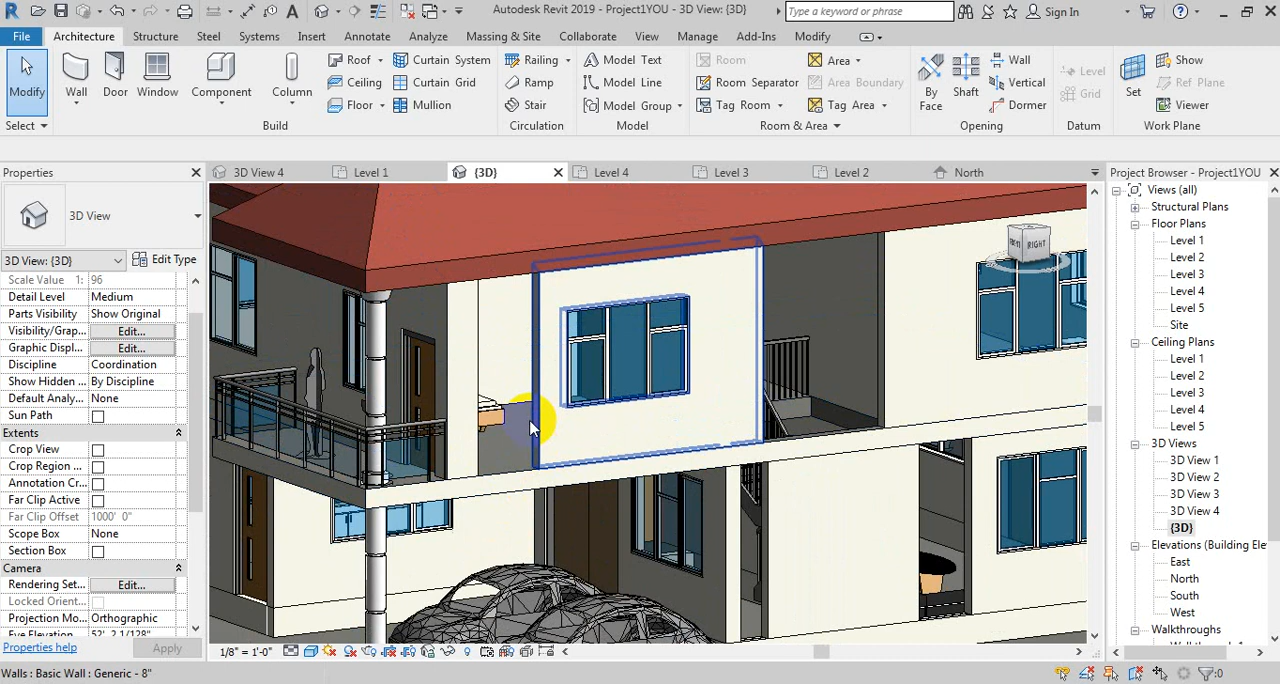 Autodesk Revit 2019 - Project1YOU - 3D View: {3D}
Type a keyword or phrase
Sign In
File Architecture Structure Steel Systems Insert Annotate Analyze Massing & Site Collaborate View Manage Add-Ins Modify
Modify Wall Door Window Component Column
Roof Curtain System Railing Model Text Room Area Wall Level Show
Ceiling Curtain Grid Ramp Model Line Room Separator Area Boundary Vertical Grid Ref Plane
Floor Mullion Stair Model Group Tag Room Tag Area Dormer Viewer
By Face Shaft Set
Select Build Circulation Model Room & Area Opening Datum Work Plane
Properties
3D View 4 Level 1 {3D} Level 4 Level 3 Level 2 North
Project Browser - Project1YOU
3D View
3D View: {3D} Edit Type
Scale Value 1: 96
Detail Level Medium
Parts Visibility Show Original
Visibility/Grap... Edit...
Graphic Displ... Edit...
Discipline Coordination
Show Hidden ... By Discipline
Default Analy... None
Sun Path
Extents
Crop View
Crop Region ...
Annotation Cr...
Far Clip Active
Far Clip Offset 1000' 0"
Scope Box None
Section Box
Camera
Rendering Set... Edit...
Locked Orient...
Projection Mo... Orthographic
Eye Elevation 52' 2 1/128"
Properties help Apply
RIGHT
1/8" = 1'-0"
Views (all)
Structural Plans
Floor Plans
Level 1
Level 2
Level 3
Level 4
Level 5
Site
Ceiling Plans
Level 1
Level 2
Level 3
Level 4
Level 5
3D Views
3D View 1
3D View 2
3D View 3
3D View 4
{3D}
Elevations (Building Ele
East
North
South
West
Walkthroughs
Walkthrough 1
Walls : Basic Wall : Generic - 8"
:0